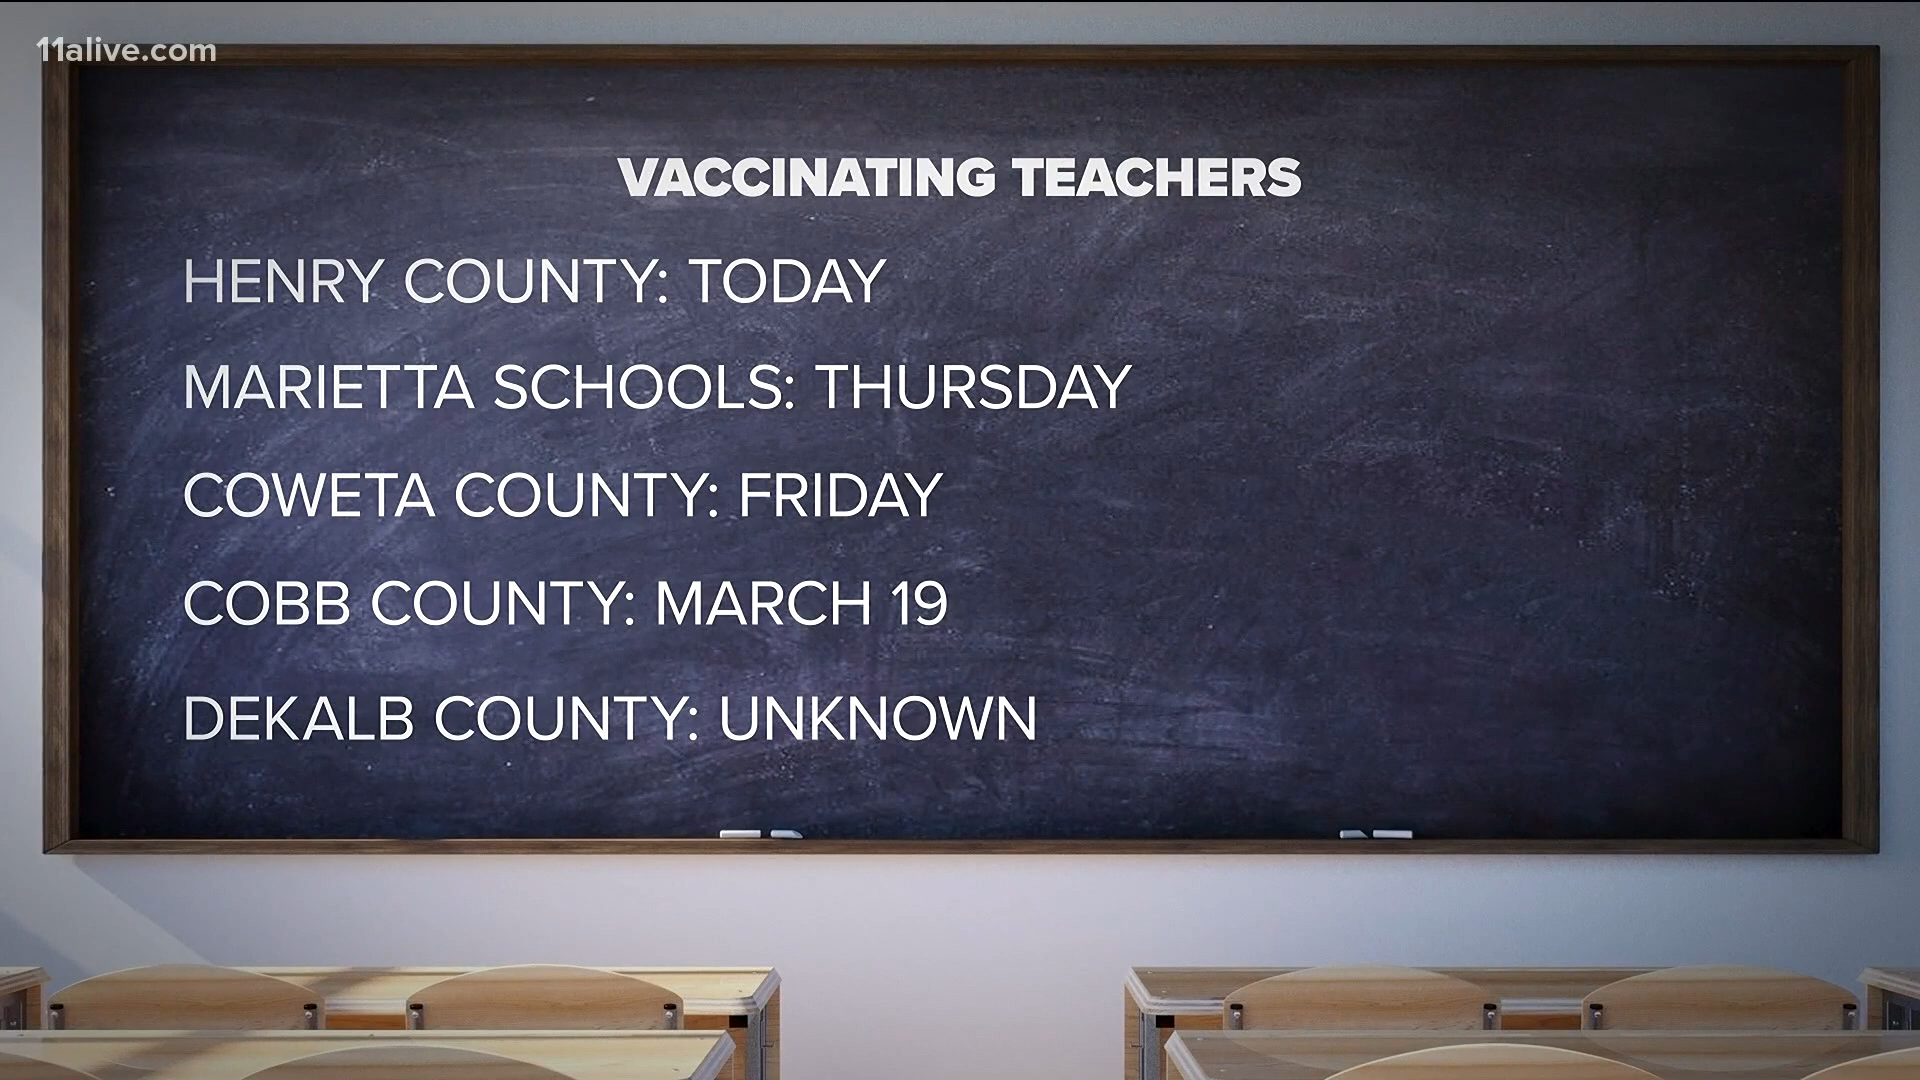 11alive.com
VACCINATING TEACHERS
HENRY COUNTY: TODAY
MARIETTA SCHOOLS: THURSDAY
COWETA COUNTY: FRIDAY
COBB COUNTY: MARCH 19
DEKALB COUNTY: UNKNOWN